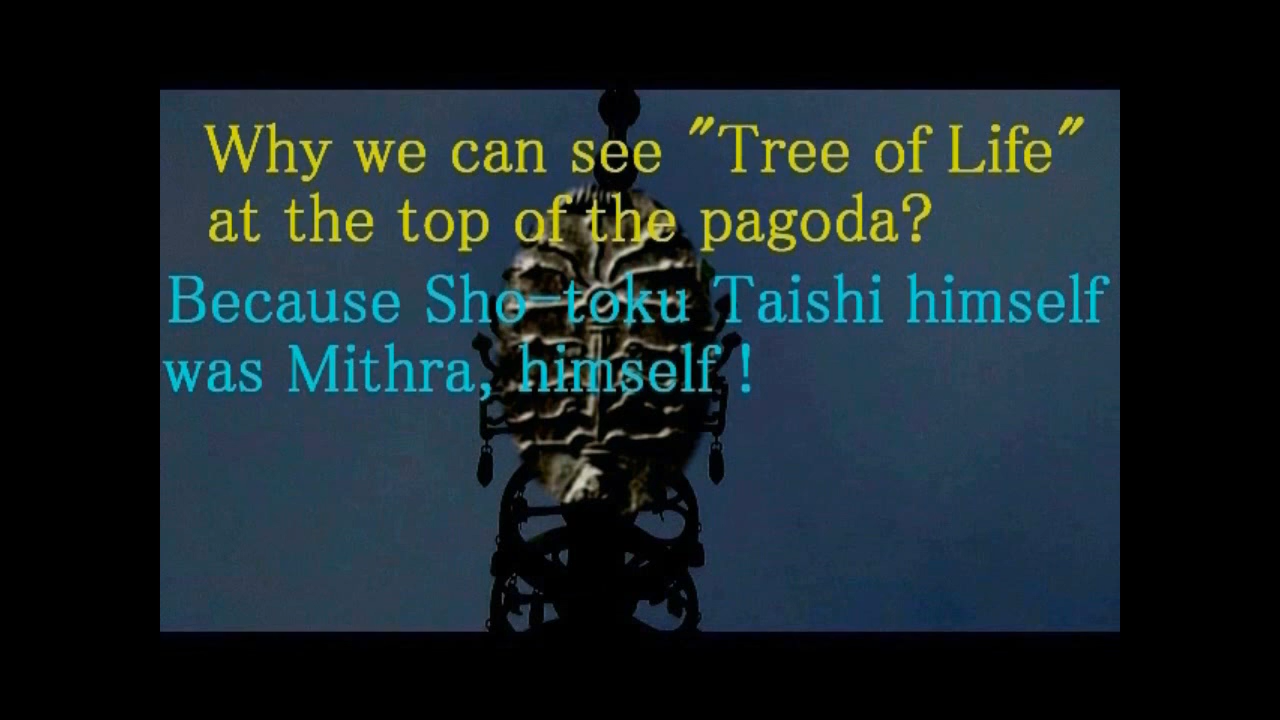 Why we can see "Tree of Life"
at the top of the pagoda?
Because Sho-toku Taishi himself
was Mithra, himself !